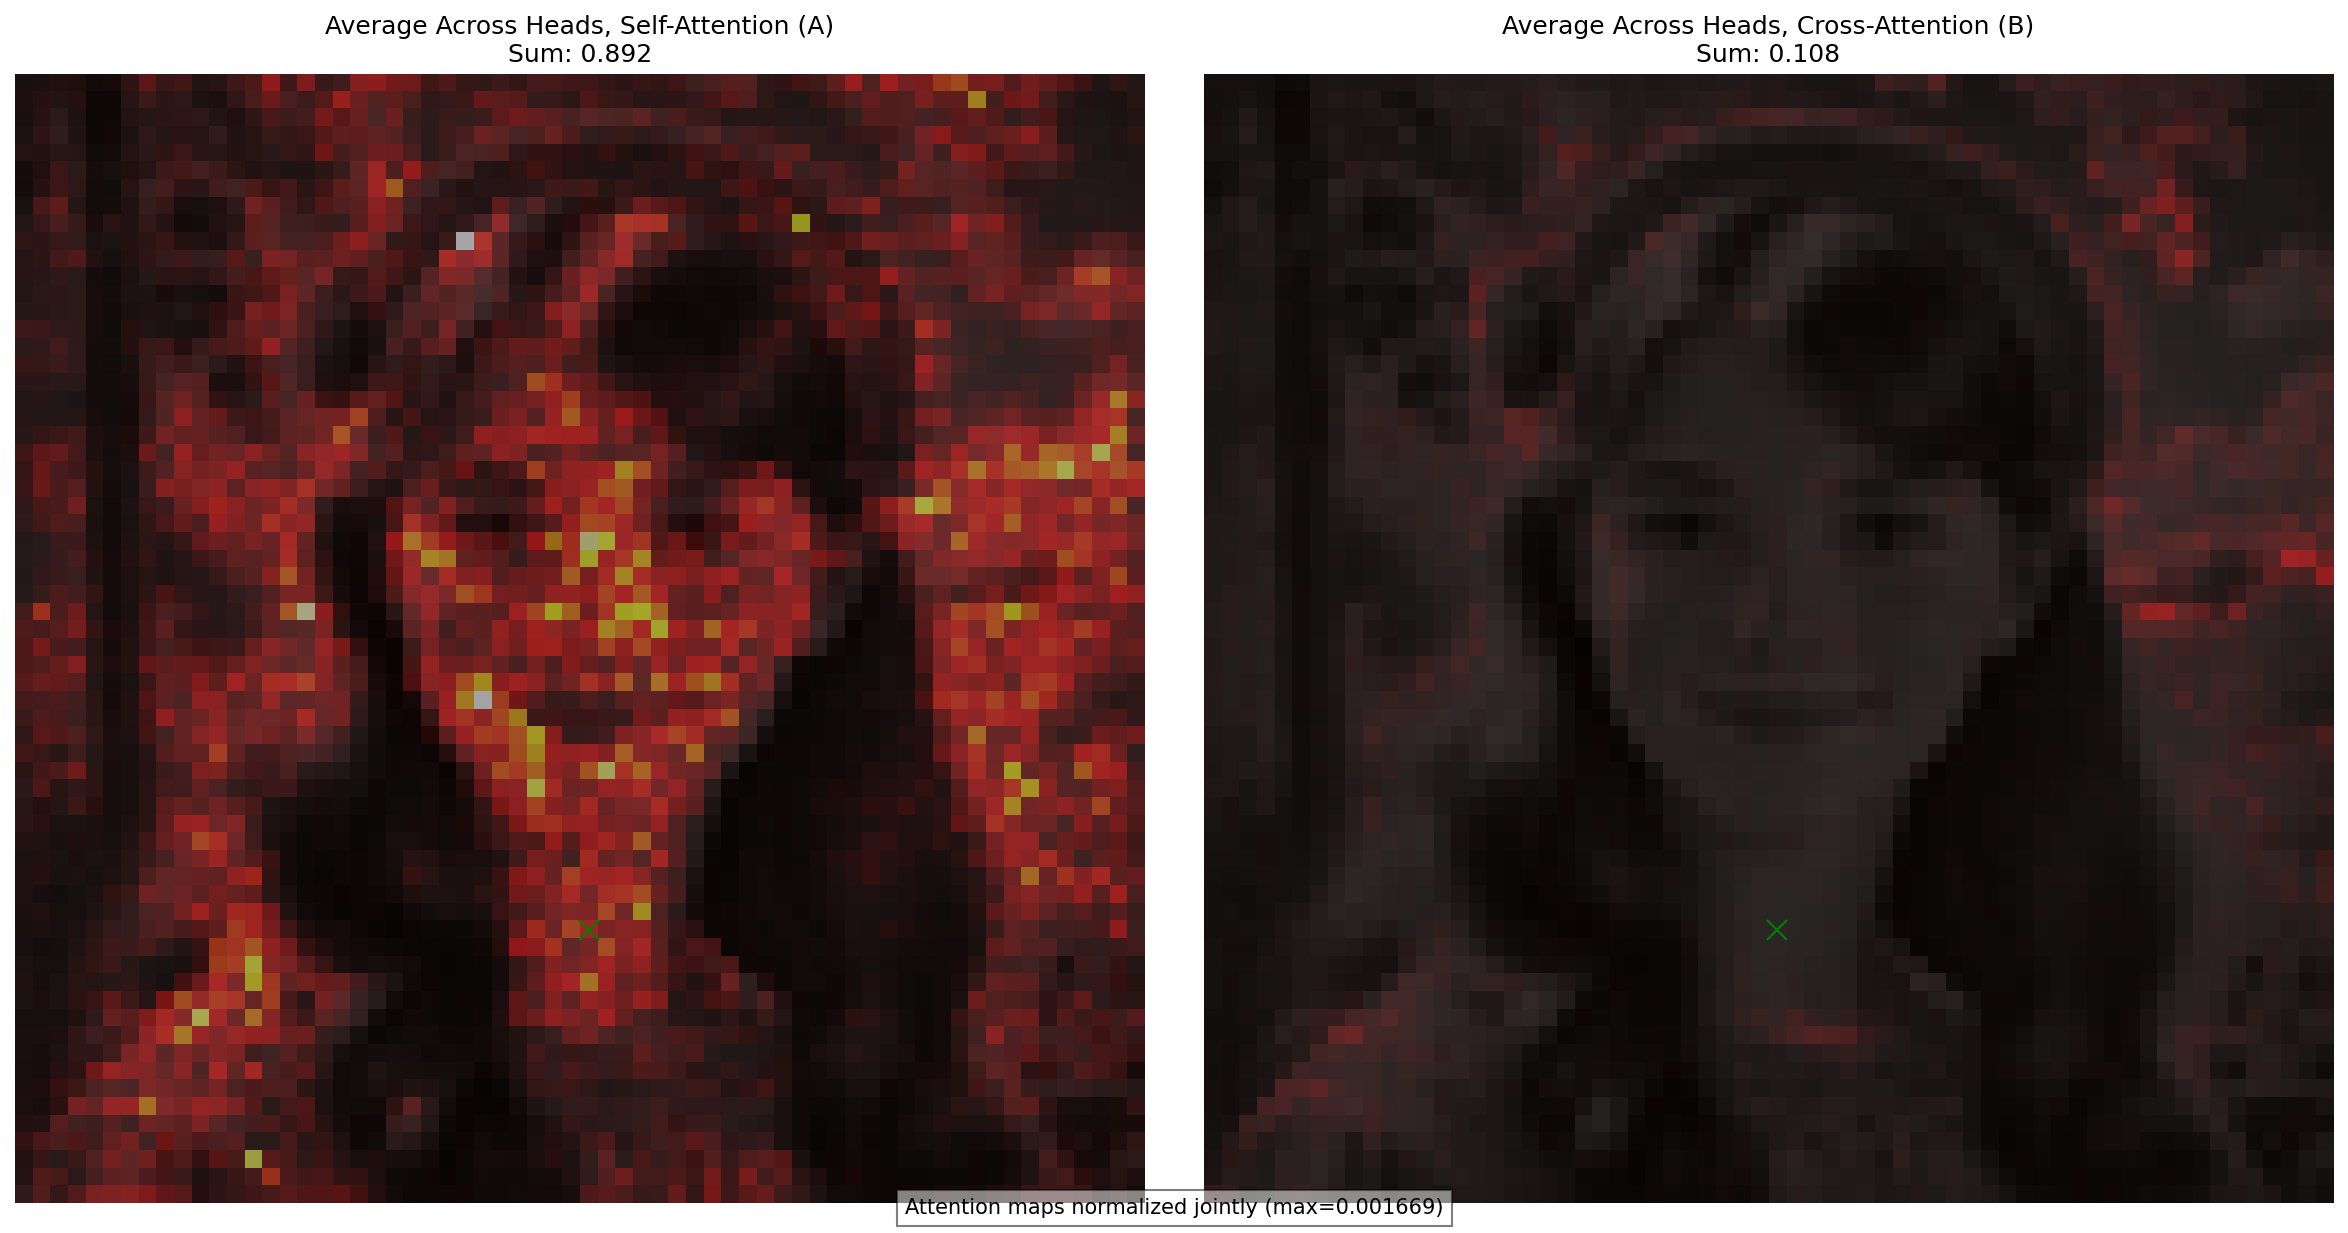 Average Across Heads, Self-Attention (A)
Sum: 0.892
Average Across Heads, Cross-Attention (B)
Sum: 0.108
Attention maps normalized jointly (max=0.001669)